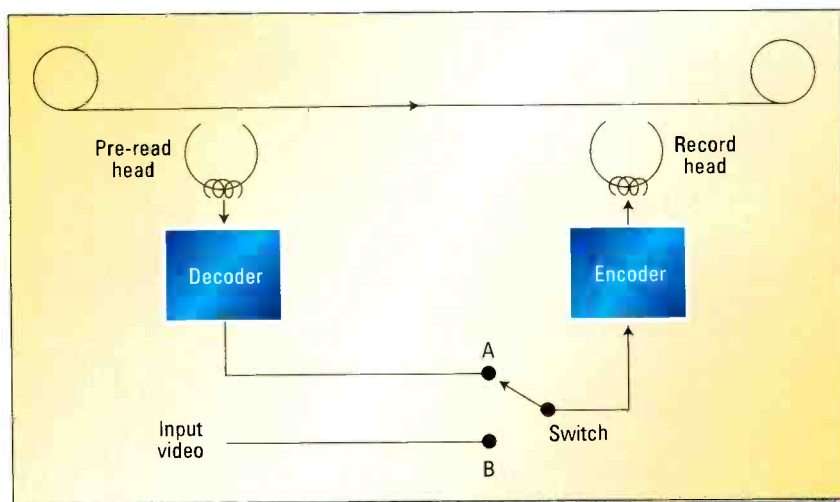 Pre-read
head
Record
head
Decoder
Encoder
A
Switch
Input
video
B